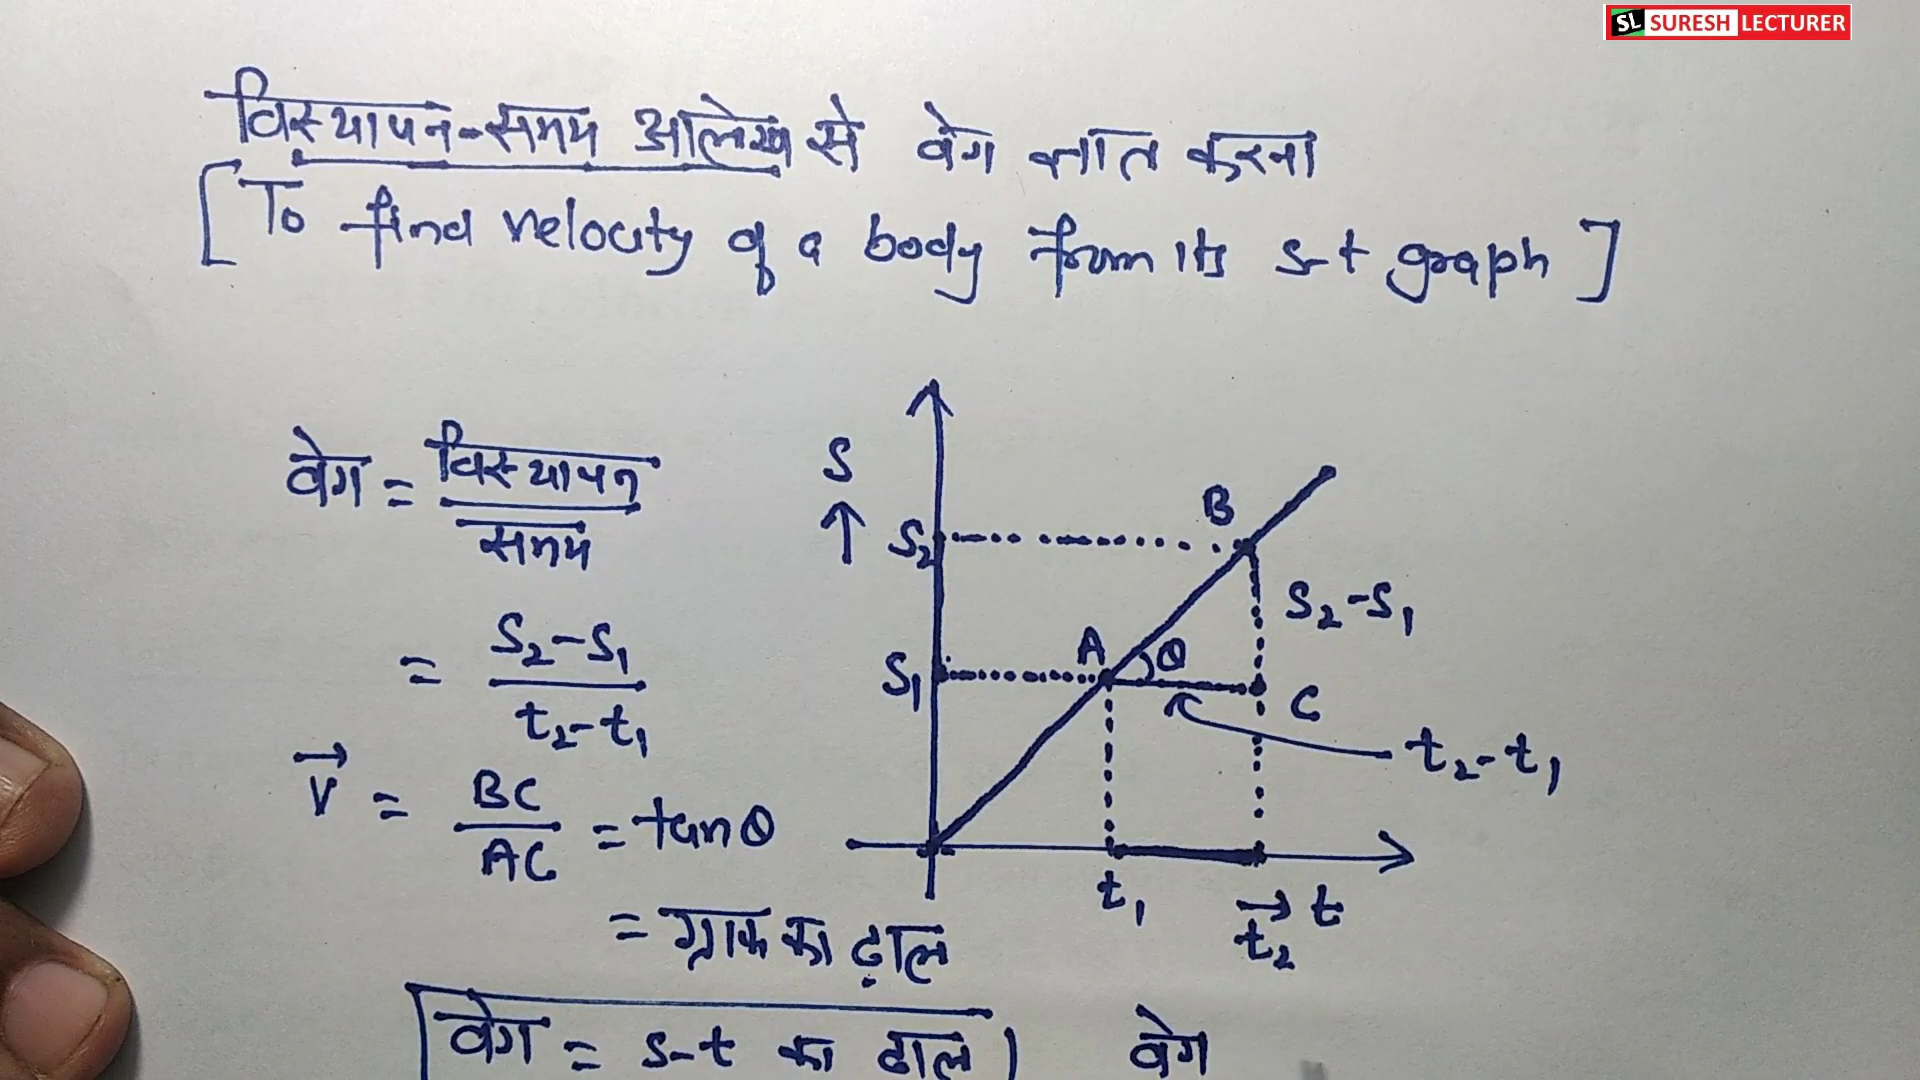 SL SURESH LECTURER
विस्थापन-समय आलेख से वेग ज्ञात करना
[To find velocity of a body from its s-t graph]
वेग = विस्थापन
समय
= S₂-S₁
t₂-t₁
V⃗ = BC
AC
= tanθ
= ग्राफ का ढ़ाल
वेग = s-t का ढाल
वेग
S
↑
S₂
S₁
A
B
θ
C
S₂-S₁
t₂-t₁
t₁
t₂
→ t